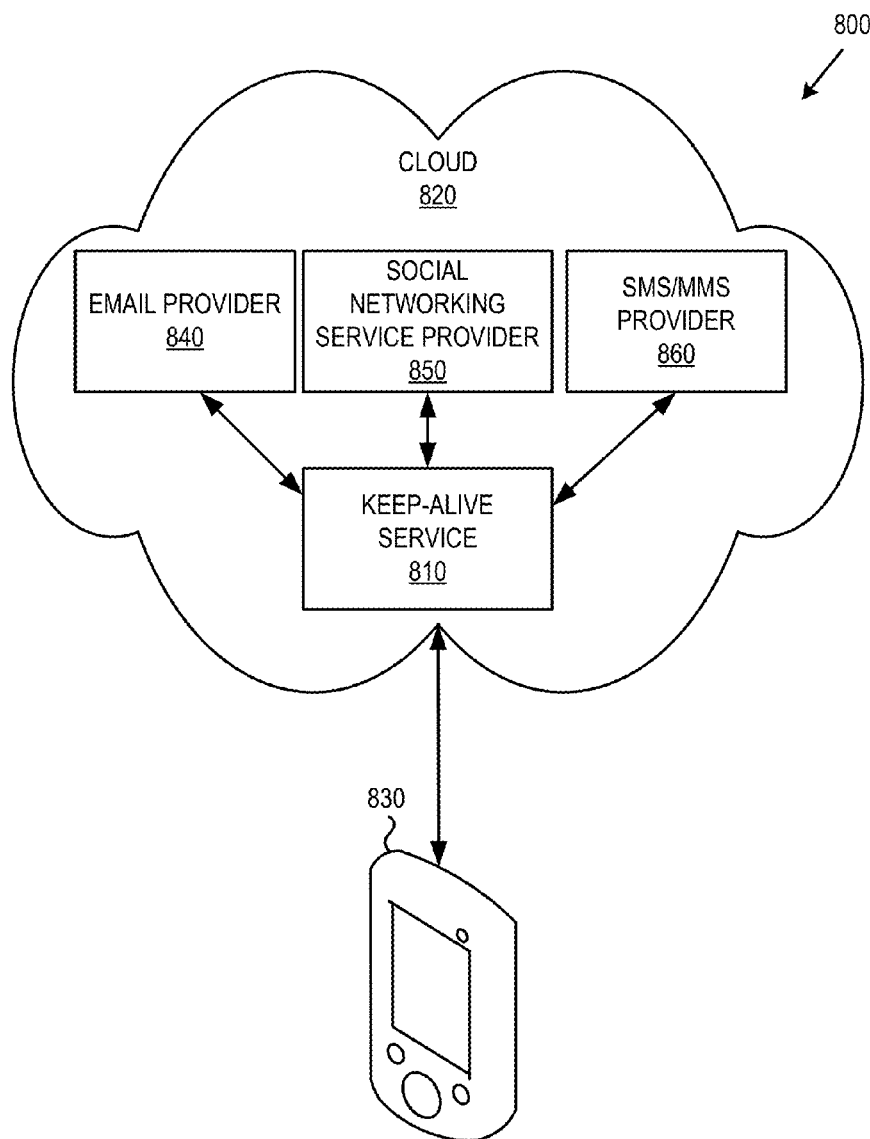 800
CLOUD
820
EMAIL PROVIDER
840
SOCIAL
NETWORKING
SERVICE PROVIDER
850
SMS/MMS
PROVIDER
860
KEEP-ALIVE
SERVICE
810
830